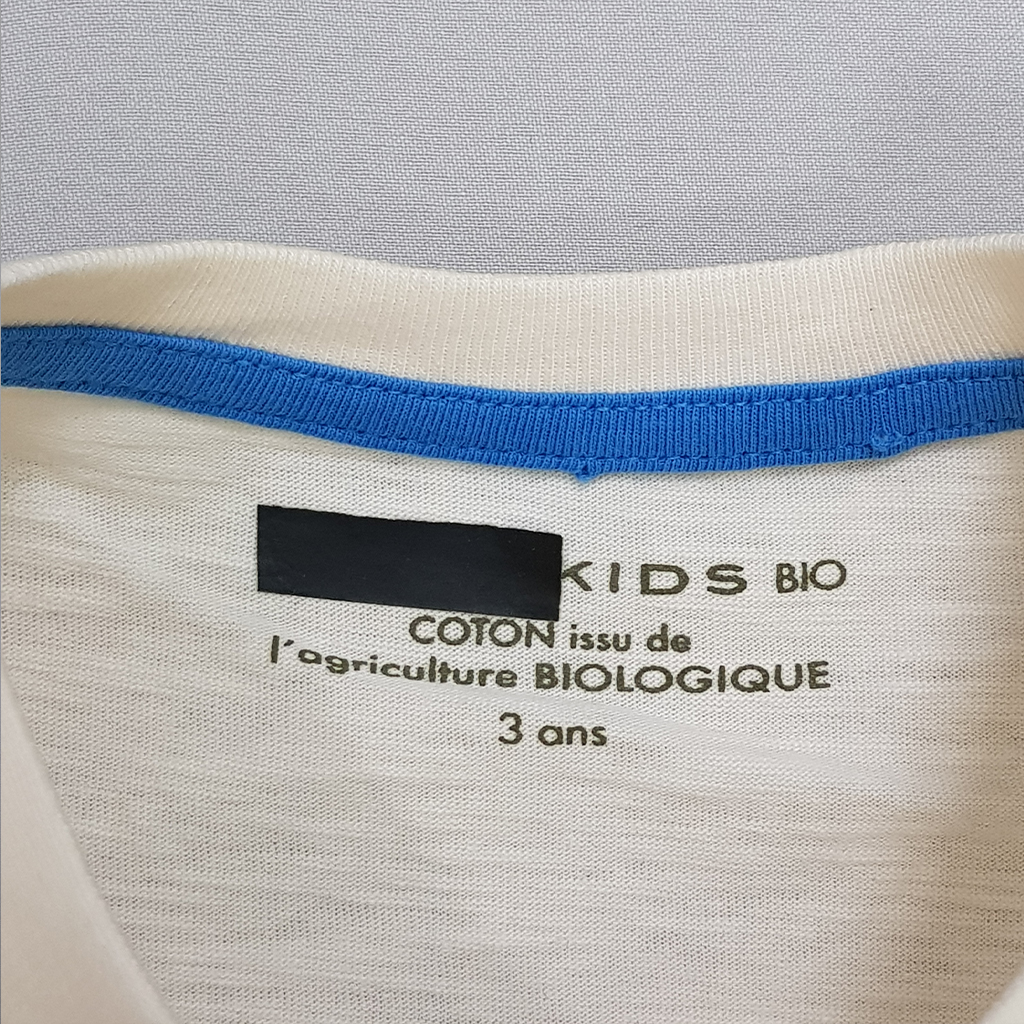 KIDS BIO
COTON issu de
l'agriculture BIOLOGIQUE
3 ans